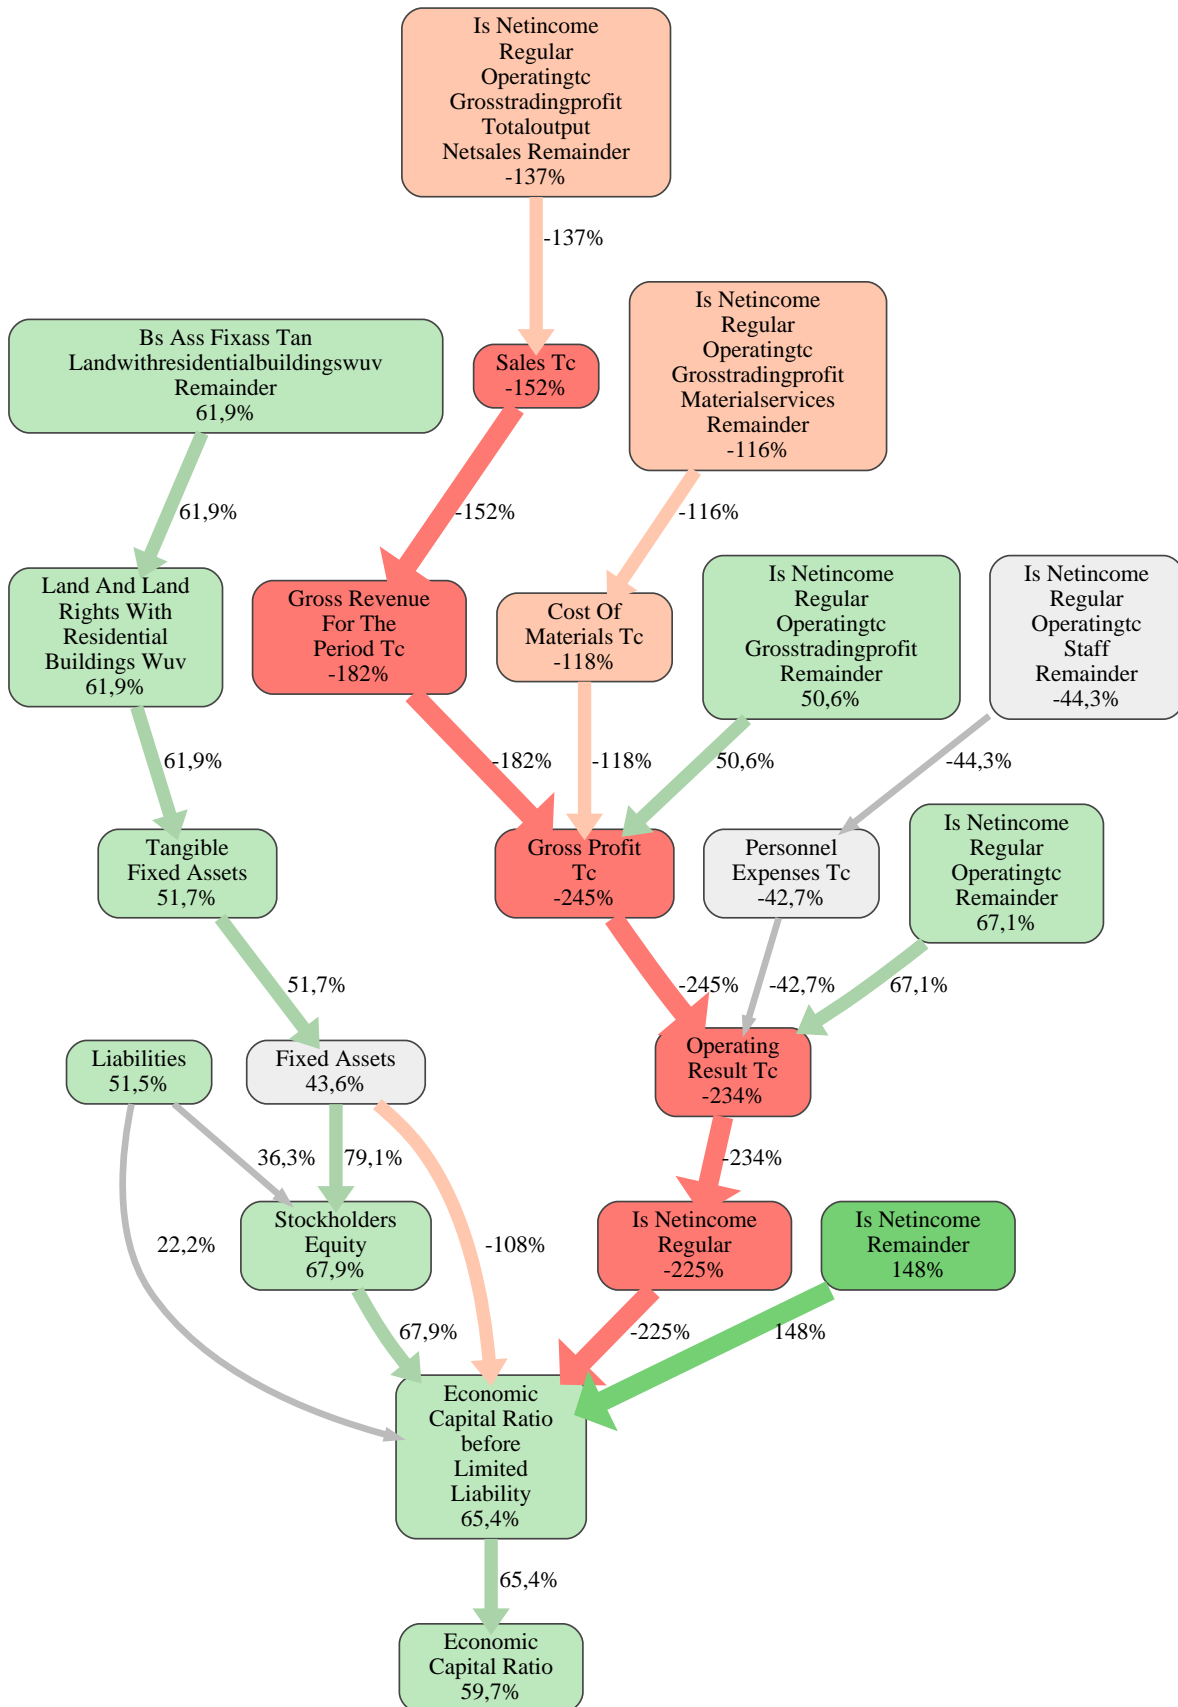 Is Netincome
Regular
Operatingtc
Grosstradingprofit
Totaloutput
Netsales Remainder
-137%
-137%
Bs Ass Fixass Tan
Landwithresidentialbuildingswuv
Remainder
61,9%
Sales Tc
-152%
Is Netincome
Regular
Operatingtc
Grosstradingprofit
Materialservices
Remainder
-116%
61,9%
-152%
-116%
Land And Land
Rights With
Residential
Buildings Wuv
61,9%
Gross Revenue
For The
Period Tc
-182%
Cost Of
Materials Tc
-118%
Is Netincome
Regular
Operatingtc
Grosstradingprofit
Remainder
50,6%
Is Netincome
Regular
Operatingtc
Staff
Remainder
-44,3%
61,9%
-182%
-118%
50,6%
-44,3%
Tangible
Fixed Assets
51,7%
Gross Profit
Tc
-245%
Personnel
Expenses Tc
-42,7%
Is Netincome
Regular
Operatingtc
Remainder
67,1%
51,7%
-245%
-42,7%
67,1%
Liabilities
51,5%
Fixed Assets
43,6%
Operating
Result Tc
-234%
36,3%
79,1%
-234%
22,2%
Stockholders
Equity
67,9%
-108%
Is Netincome
Regular
-225%
Is Netincome
Remainder
148%
67,9%
-225%
148%
Economic
Capital Ratio
before
Limited
Liability
65,4%
65,4%
Economic
Capital Ratio
59,7%